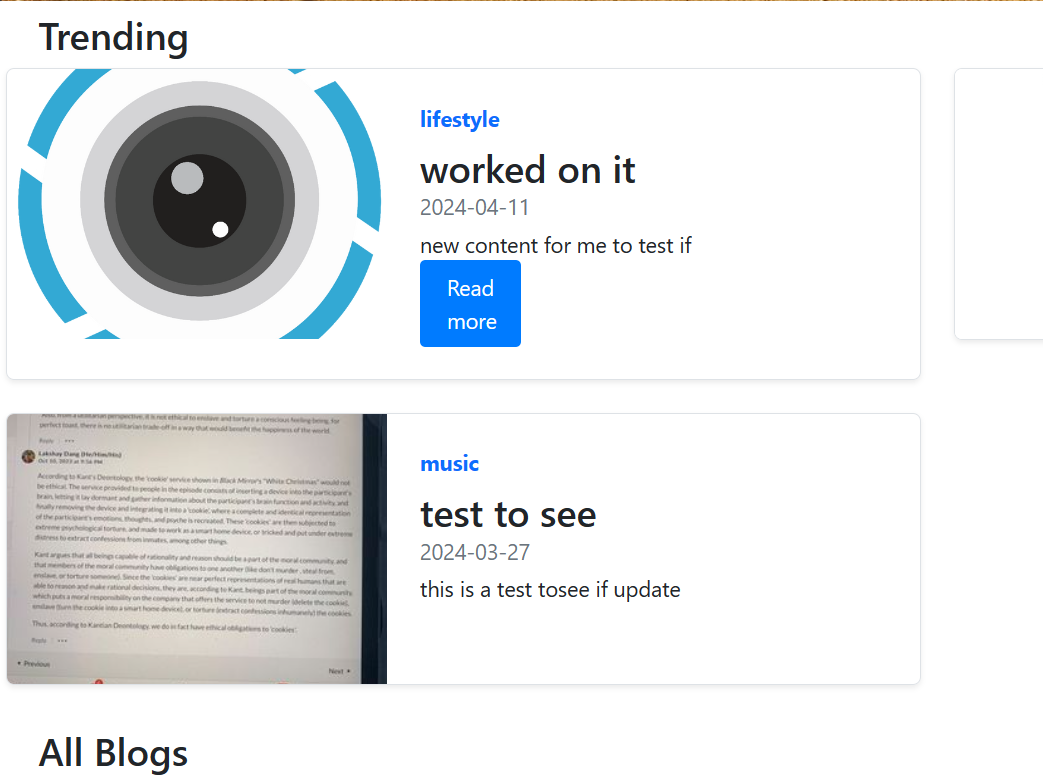 Trending
lifestyle
worked on it
2024-04-11
new content for me to test if
Read
more
And, from a utilitarian perspective, it is not ethical to enslave and torture a conscious feeling being, for
perfect toast, there is no utilitarian trade-off in a way that would benefit the happiness of the world.
Reply
Lakshay Dang (He/Him/His)
Oct 20, 2023 at 9:56 PM
According to Kant's Deontology, the 'cookie' service shown in Black Mirror's "White Christmas" would not
be ethical. The service provided to people in the episode consists of inserting a device into the participant's
brain, letting it lay dormant and gather information about the participant's brain function and activity, and
finally removing the device and integrating it into a 'cookie', where a complete and identical representation
of the participant's emotions, thoughts, and psyche is recreated. These 'cookies' are then subjected to
extreme psychological torture, and made to work as a smart home device, or tricked and put under extreme
distress to extract confessions from inmates, among other things.
Kant argues that all beings capable of rationality and reason should be a part of the moral community, and
that members of the moral community have obligations to one another (like don't murder, steal from,
enslave, or torture someone). Since the 'cookies' are near perfect representations of real humans that are
able to reason and make rational decisions, they are, according to Kant, beings part of the moral community
which puts a moral responsibility on the company that offers the service to not murder (delete the cookie),
enslave (turn the cookie into a smart home device), or torture (extract confessions inhumanely) the cookies.
Thus, according to Kantian Deontology, we do in fact have ethical obligations to 'cookies'.
Reply
Previous
Next
music
test to see
2024-03-27
this is a test tosee if update
All Blogs